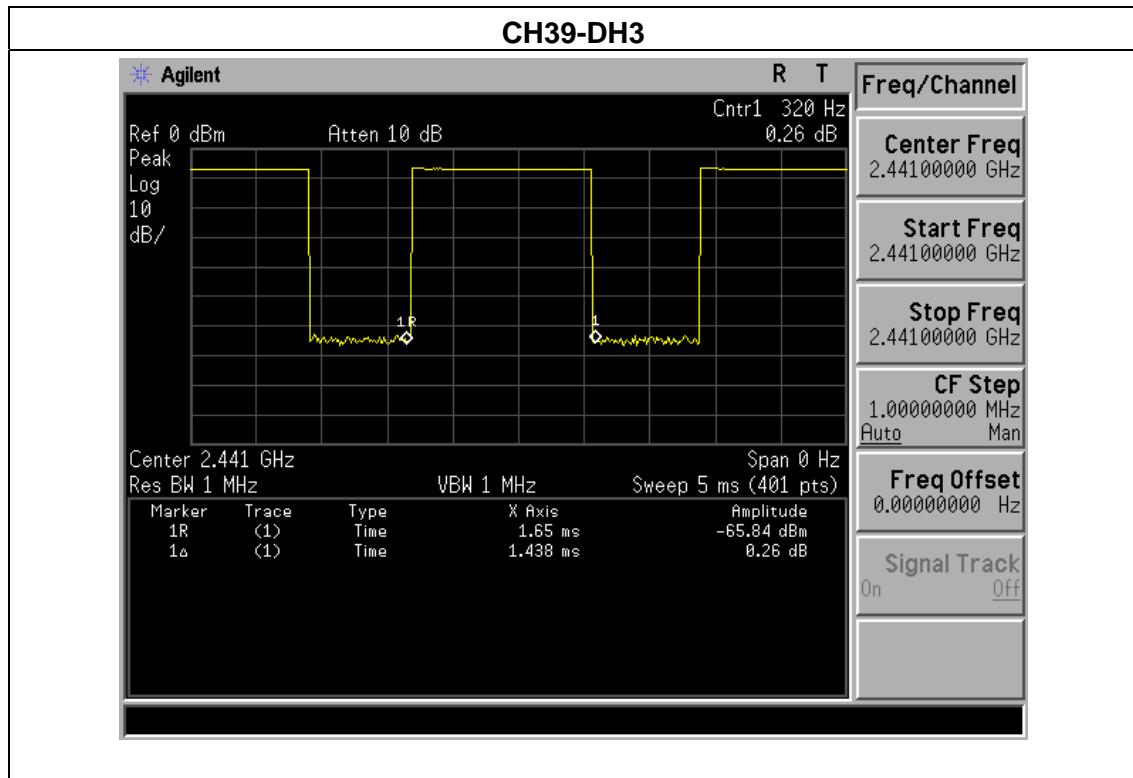 CH39-DH3
Agilent R T
Cntr1 320 Hz
Ref 0 dBm Atten 10 dB 0.26 dB
Peak
Log
10
dB/
1R
1
Center 2.441 GHz Span 0 Hz
Res BW 1 MHz VBW 1 MHz Sweep 5 ms (401 pts)
Marker Trace Type X Axis Amplitude
1R (1) Time 1.65 ms -65.84 dBm
1Δ (1) Time 1.438 ms 0.26 dB
Freq/Channel
Center Freq
2.44100000 GHz
Start Freq
2.44100000 GHz
Stop Freq
2.44100000 GHz
CF Step
1.00000000 MHz
Auto Man
Freq Offset
0.00000000 Hz
Signal Track
On Off